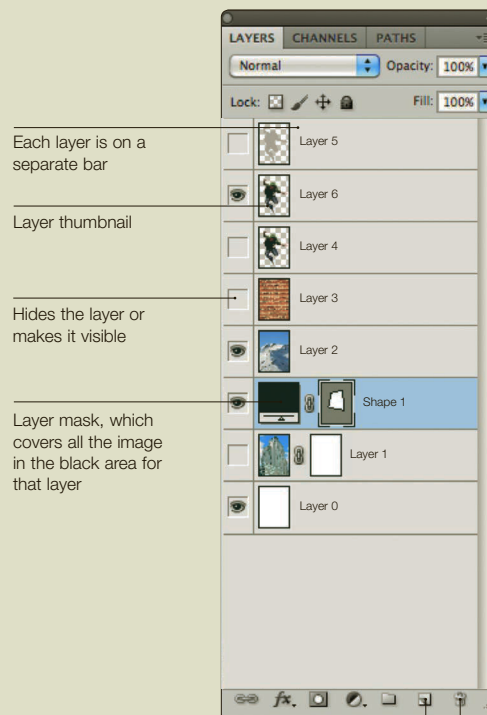 LAYERS CHANNELS PATHS
Normal Opacity: 100%
Lock: Fill: 100%
Each layer is on a
separate bar
Layer 5
Layer thumbnail
Layer 6
Layer 4
Hides the layer or
makes it visible
Layer 3
Layer 2
Layer mask, which
covers all the image
in the black area for
that layer
Shape 1
Layer 1
Layer 0
fx.